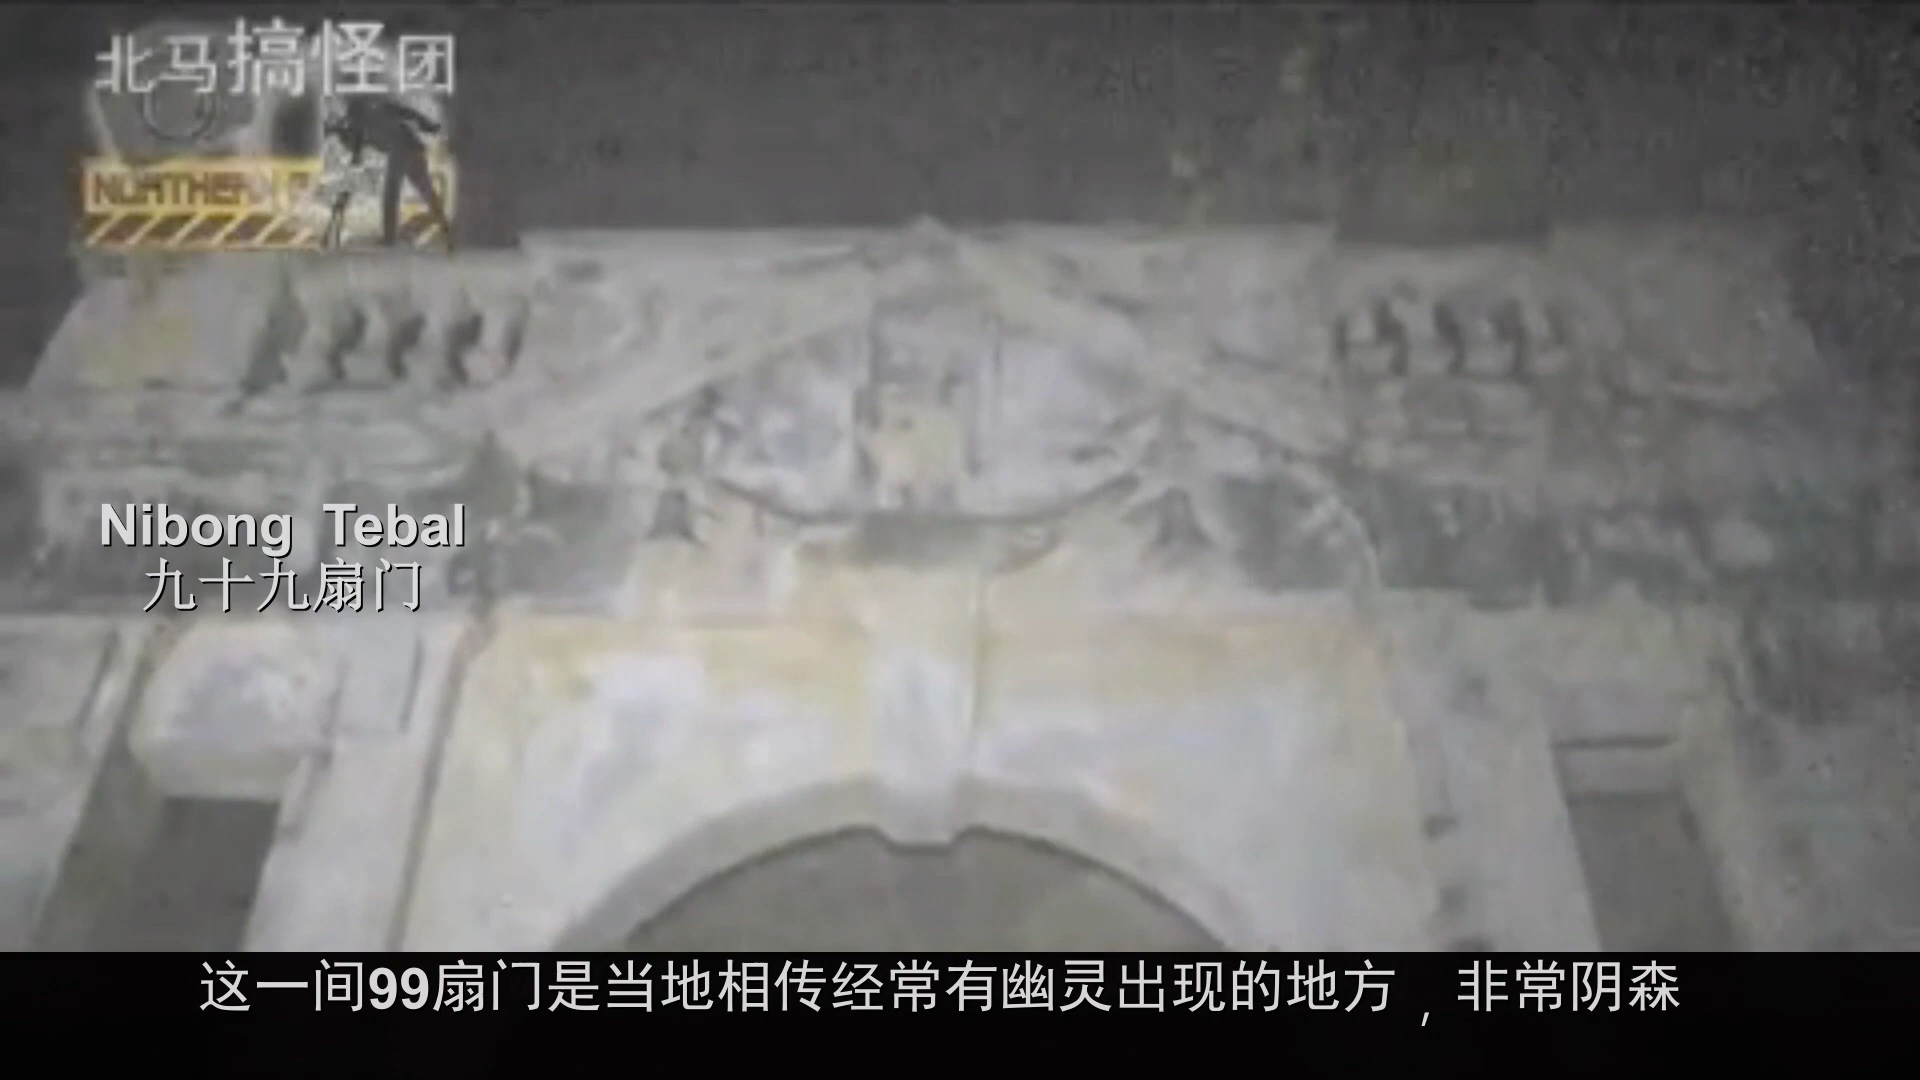 北马搞怪团
NORTHERN
Nibong Tebal
九十九扇门
这一间99扇门是当地相传经常有幽灵出现的地方，非常阴森